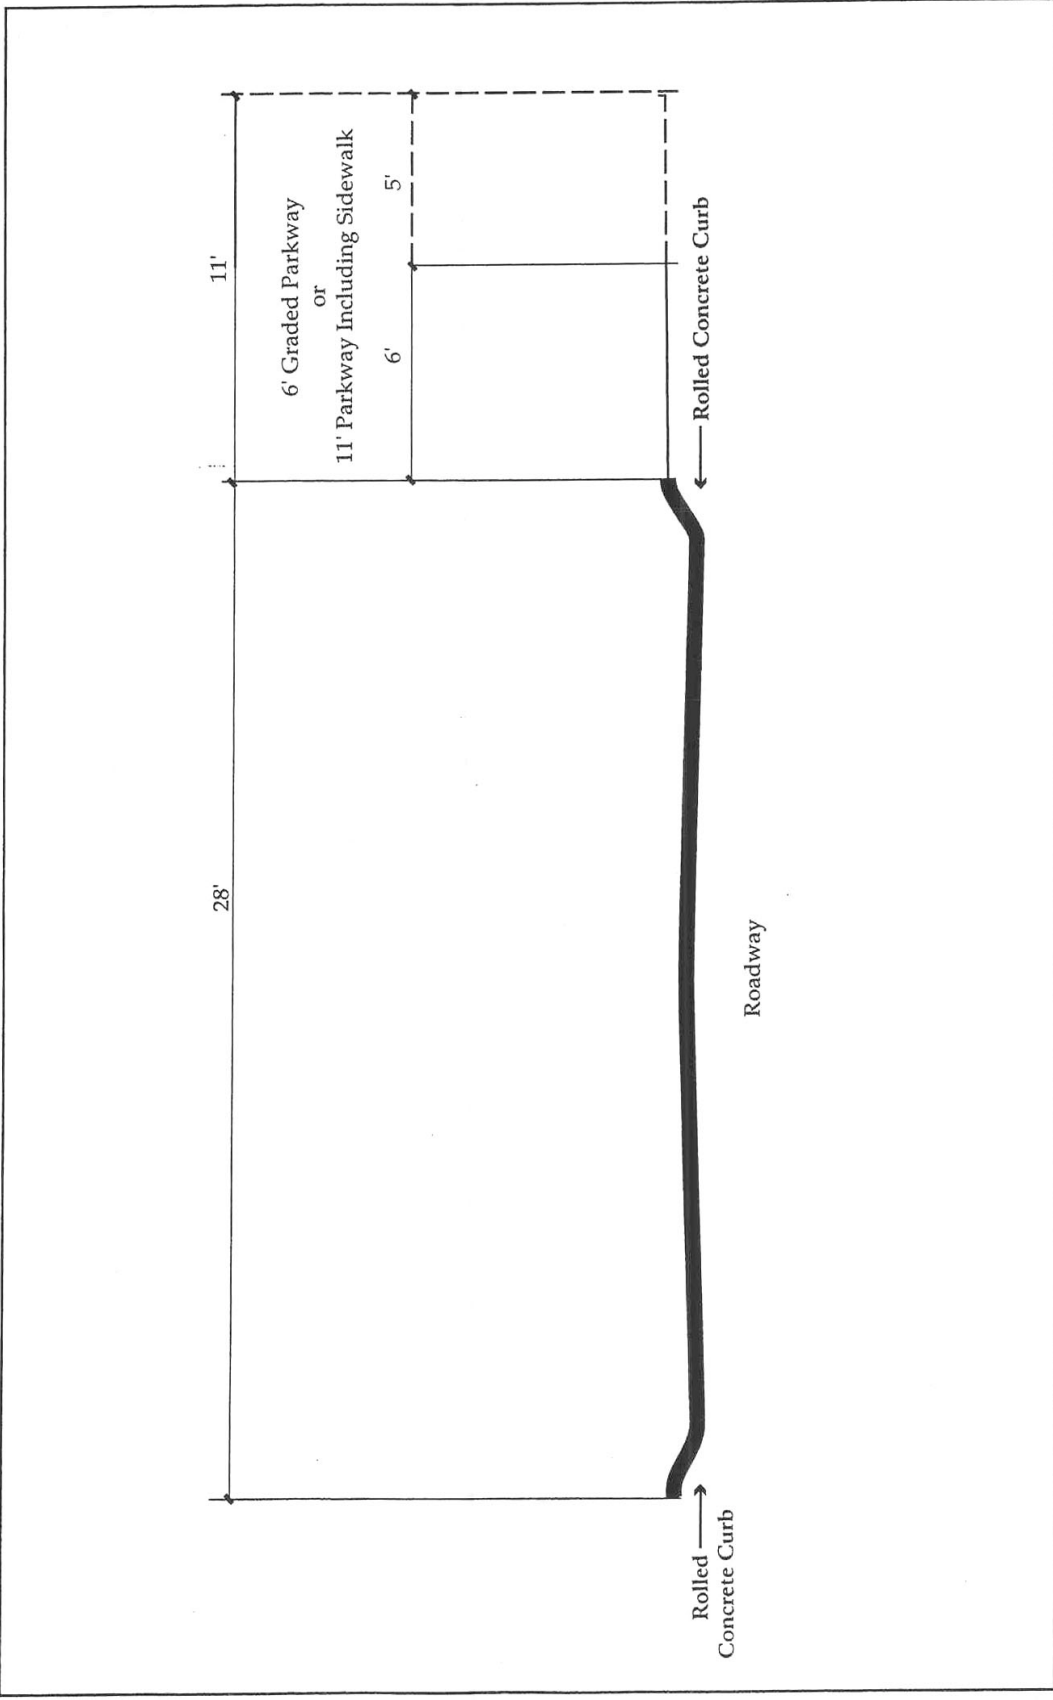 28'
11'
6' Graded Parkway
or
11' Parkway Including Sidewalk
6'
5'
Rolled
Concrete Curb
Rolled Concrete Curb
Roadway